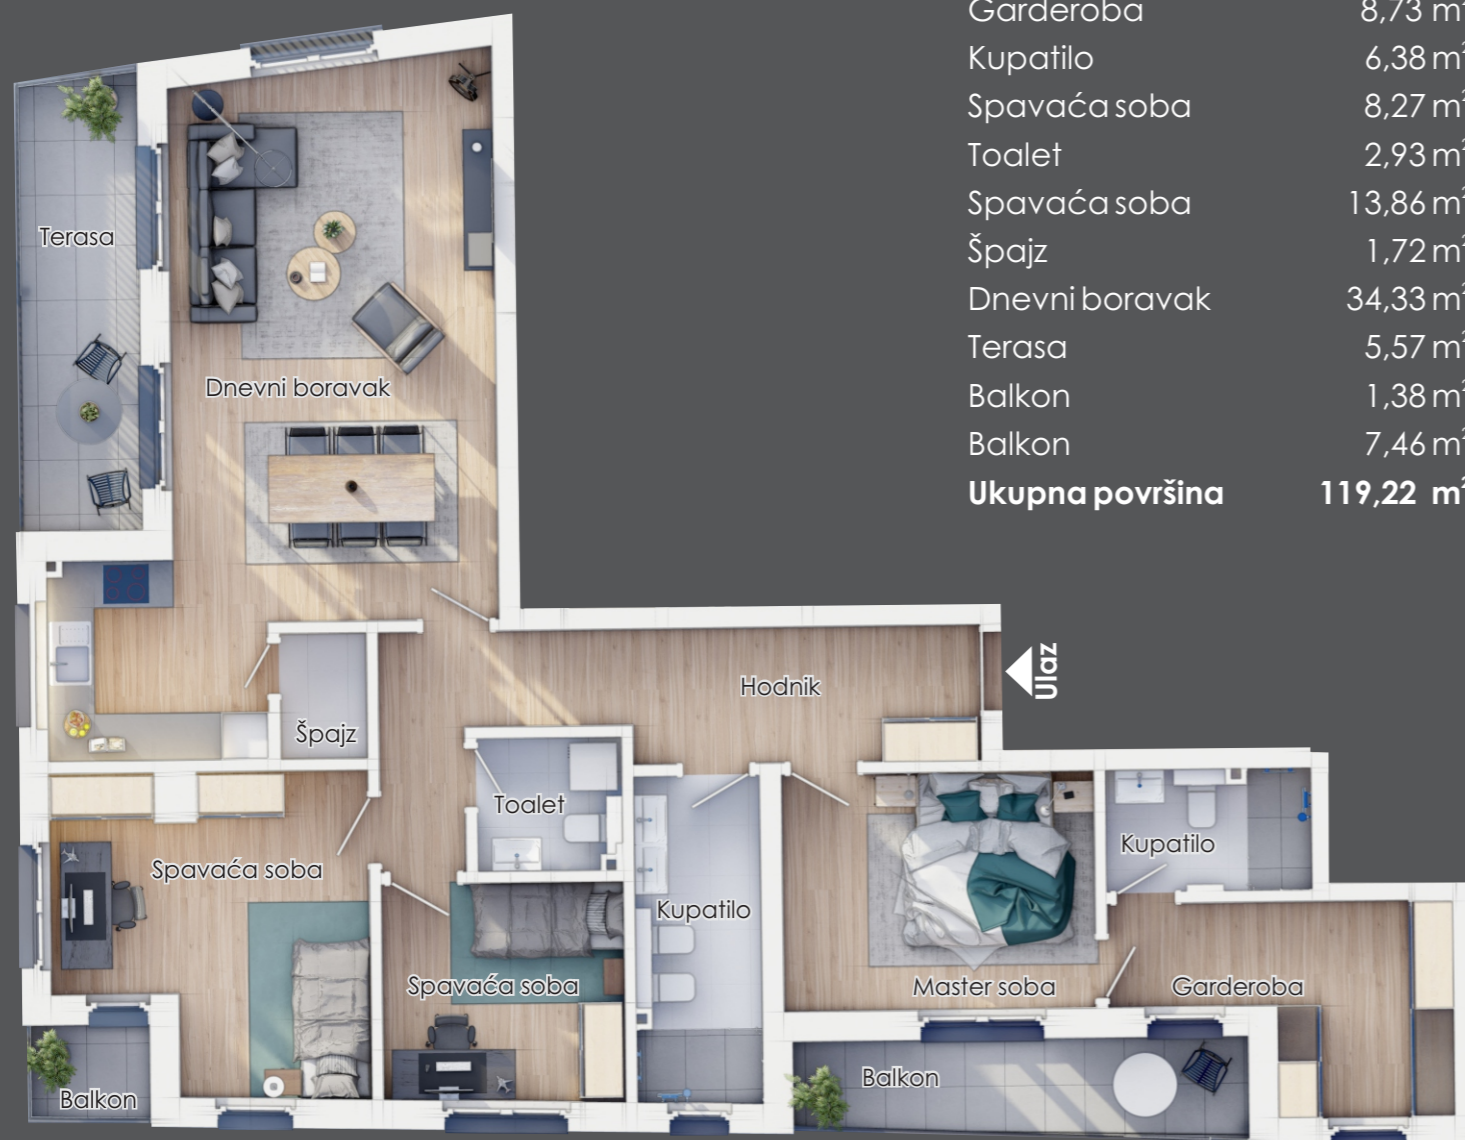 Garderoba 8,73 m²
Kupatilo 6,38 m²
Spavaća soba 8,27 m²
Toalet 2,93 m²
Spavaća soba 13,86 m²
Špajz 1,72 m²
Dnevni boravak 34,33 m²
Terasa 5,57 m²
Balkon 1,38 m²
Balkon 7,46 m²
Ukupna površina 119,22 m²
Terasa
Dnevni boravak
Ulaz
Hodnik
Špajz
Toalet
Kupatilo
Spavaća soba
Kupatilo
Spavaća soba
Master soba
Garderoba
Balkon
Balkon